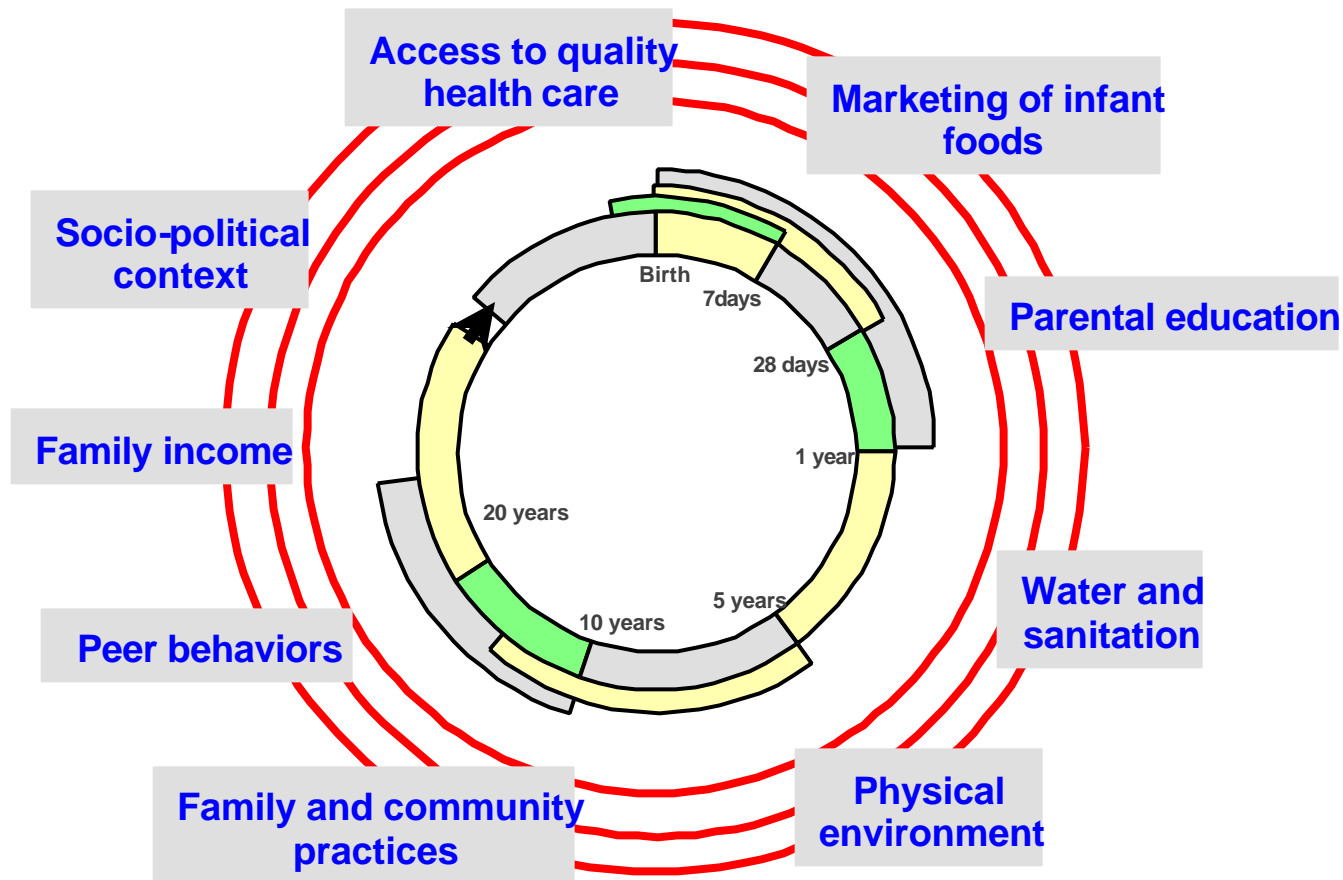 Access to quality
health care
Marketing of infant
foods
Socio-political
context
Birth
7days
Parental education
28 days
Family income
1 year
20 years
5 years
10 years
Water and
sanitation
Peer behaviors
Physical
environment
Family and community
practices